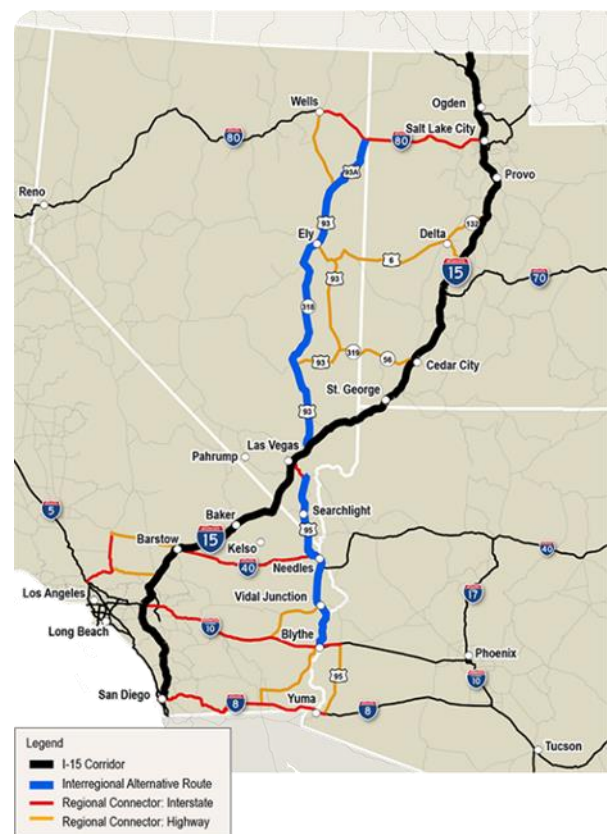 Wells
Ogden
Salt Lake City
80
80
93A
Reno
Provo
93
132
Ely
Delta
6
93
15
70
318
93
319
56
Cedar City
St. George
93
Las Vegas
Pahrump
Searchlight
5
Baker
95
15
Barstow
Kelso
40
40
Needles
17
Los Angeles
Vidal Junction
10
Long Beach
Blythe
Phoenix
95
10
San Diego
8
Yuma
8
Tucson
Legend
I-15 Corridor
Interregional Alternative Route
Regional Connector: Interstate
Regional Connector: Highway